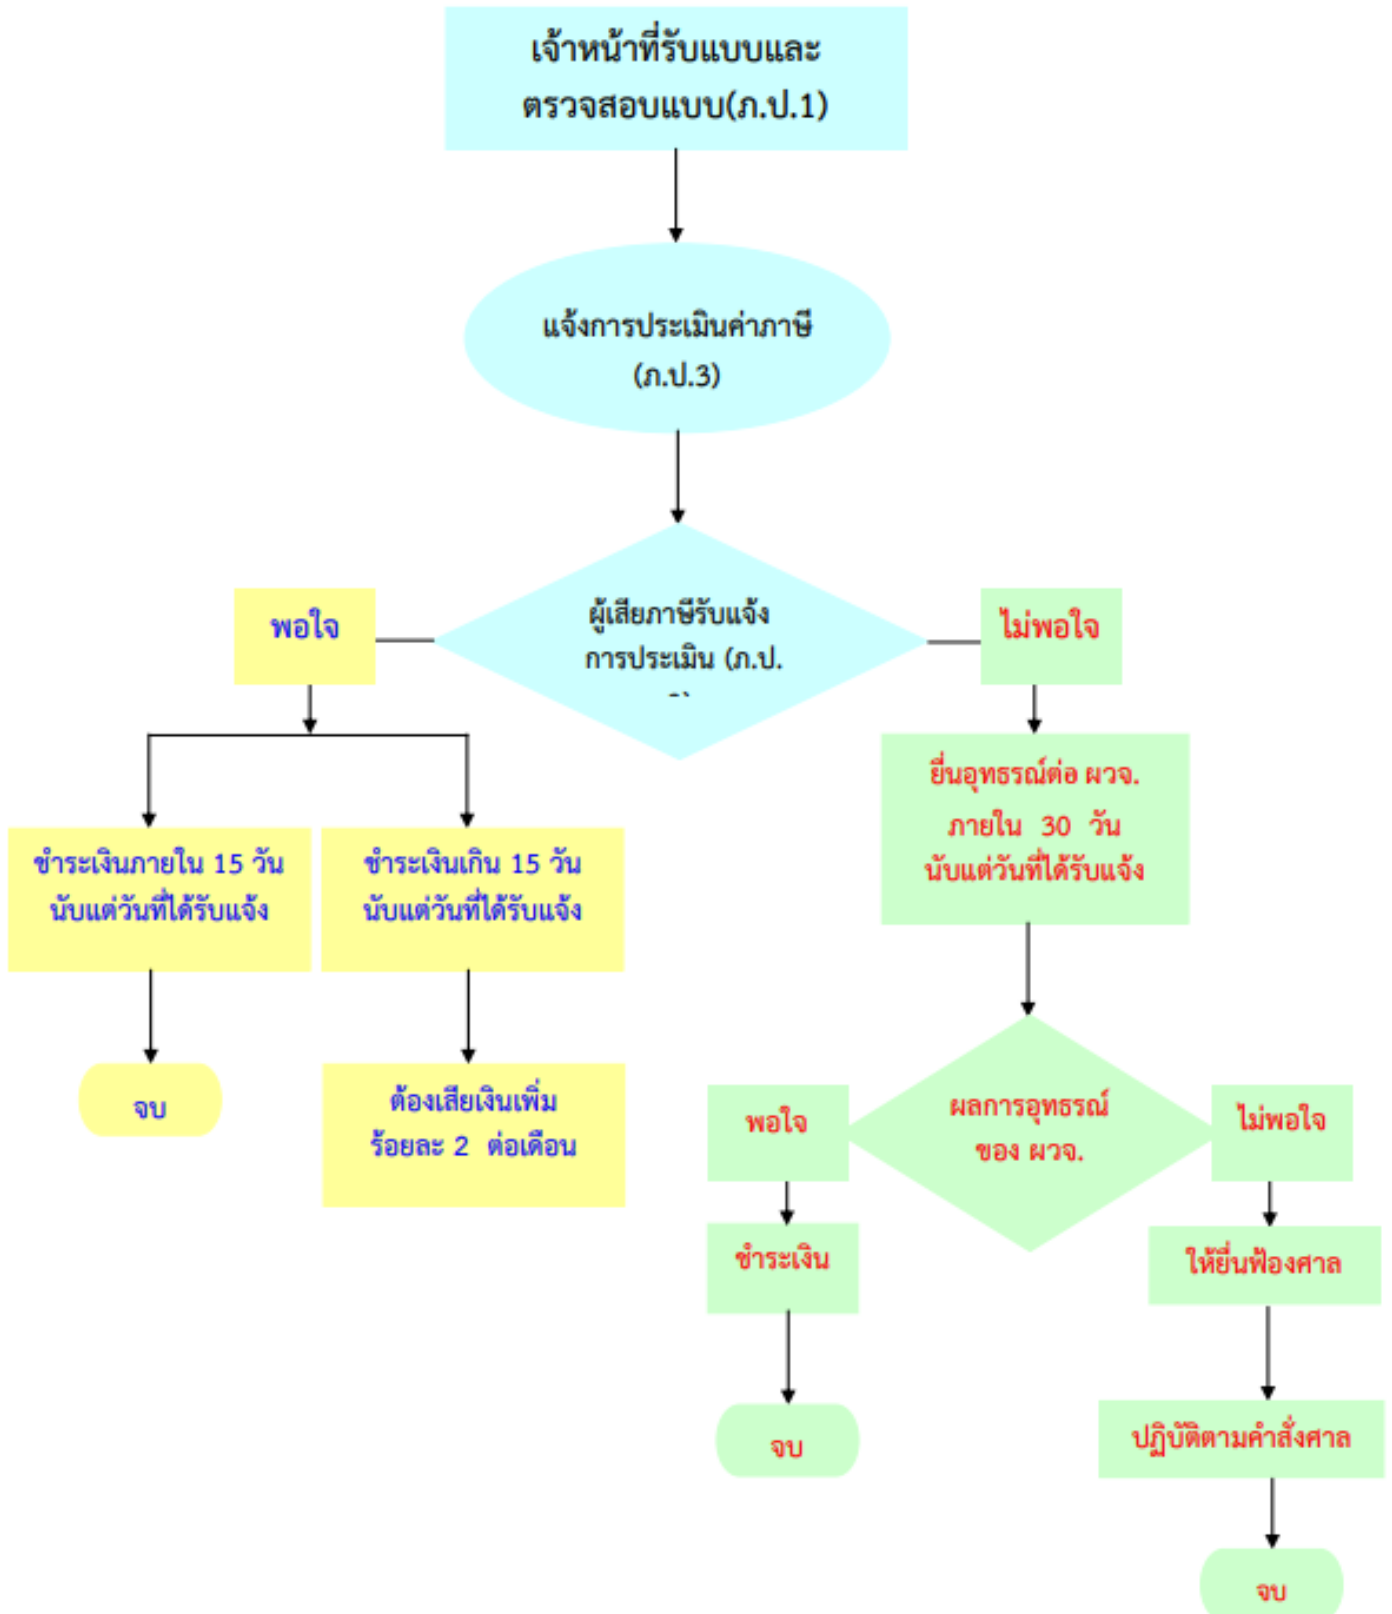 เจ้าหน้าที่รับแบบและ
ตรวจสอบแบบ(ภ.ป.1)
แจ้งการประเมินค่าภาษี
(ภ.ป.3)
ผู้เสียภาษีรับแจ้ง
การประเมิน (ภ.ป.
พอใจ
ไม่พอใจ
ชำระเงินภายใน 15 วัน
นับแต่วันที่ได้รับแจ้ง
ชำระเงินเกิน 15 วัน
นับแต่วันที่ได้รับแจ้ง
ยื่นอุทธรณ์ต่อ ผวจ.
ภายใน 30 วัน
นับแต่วันที่ได้รับแจ้ง
จบ
ต้องเสียเงินเพิ่ม
ร้อยละ 2 ต่อเดือน
พอใจ
ผลการอุทธรณ์
ของ ผวจ.
ไม่พอใจ
ชำระเงิน
ให้ยื่นฟ้องศาล
จบ
ปฏิบัติตามคำสั่งศาล
จบ